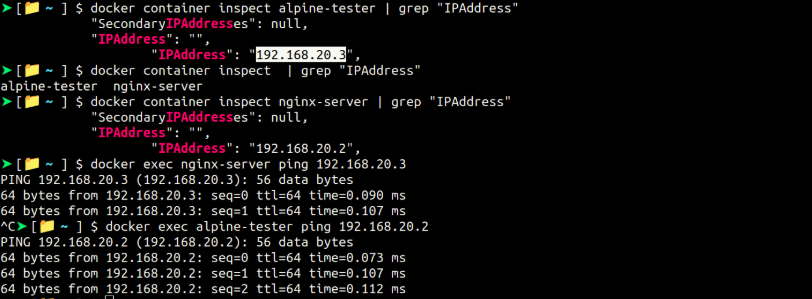 ➤[📁 ~ ] $ docker container inspect alpine-tester | grep "IPAddress"
"SecondaryIPAddresses": null,
"IPAddress": "",
"IPAddress": "192.168.20.3",
➤[📁 ~ ] $ docker container inspect  | grep "IPAddress"
alpine-tester  nginx-server
➤[📁 ~ ] $ docker container inspect nginx-server | grep "IPAddress"
"SecondaryIPAddresses": null,
"IPAddress": "",
"IPAddress": "192.168.20.2",
➤[📁 ~ ] $ docker exec nginx-server ping 192.168.20.3
PING 192.168.20.3 (192.168.20.3): 56 data bytes
64 bytes from 192.168.20.3: seq=0 ttl=64 time=0.090 ms
64 bytes from 192.168.20.3: seq=1 ttl=64 time=0.107 ms
^C➤[📁 ~ ] $ docker exec alpine-tester ping 192.168.20.2
PING 192.168.20.2 (192.168.20.2): 56 data bytes
64 bytes from 192.168.20.2: seq=0 ttl=64 time=0.073 ms
64 bytes from 192.168.20.2: seq=1 ttl=64 time=0.107 ms
64 bytes from 192.168.20.2: seq=2 ttl=64 time=0.112 ms